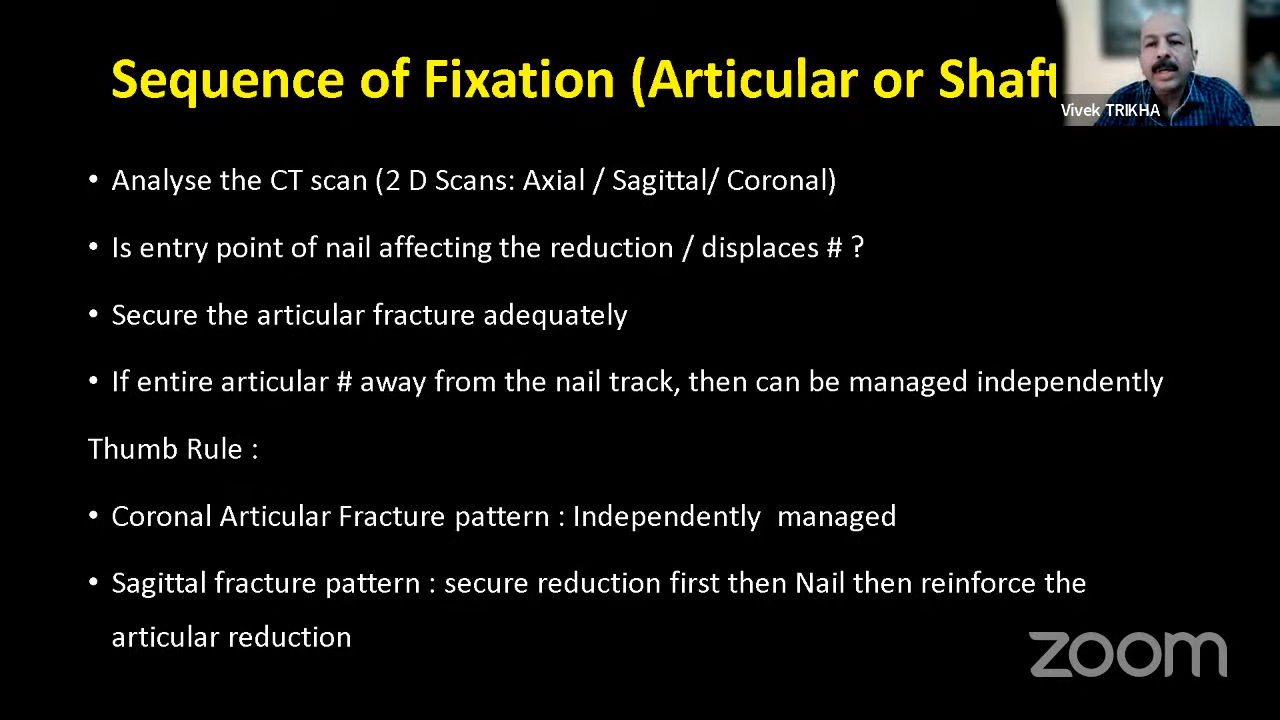 Sequence of Fixation (Articular or Shaft
Vivek TRIKHA
• Analyse the CT scan (2 D Scans: Axial / Sagittal/ Coronal)
• Is entry point of nail affecting the reduction / displaces # ?
• Secure the articular fracture adequately
• If entire articular # away from the nail track, then can be managed independently
Thumb Rule :
• Coronal Articular Fracture pattern : Independently  managed
• Sagittal fracture pattern : secure reduction first then Nail then reinforce the
articular reduction
zoom